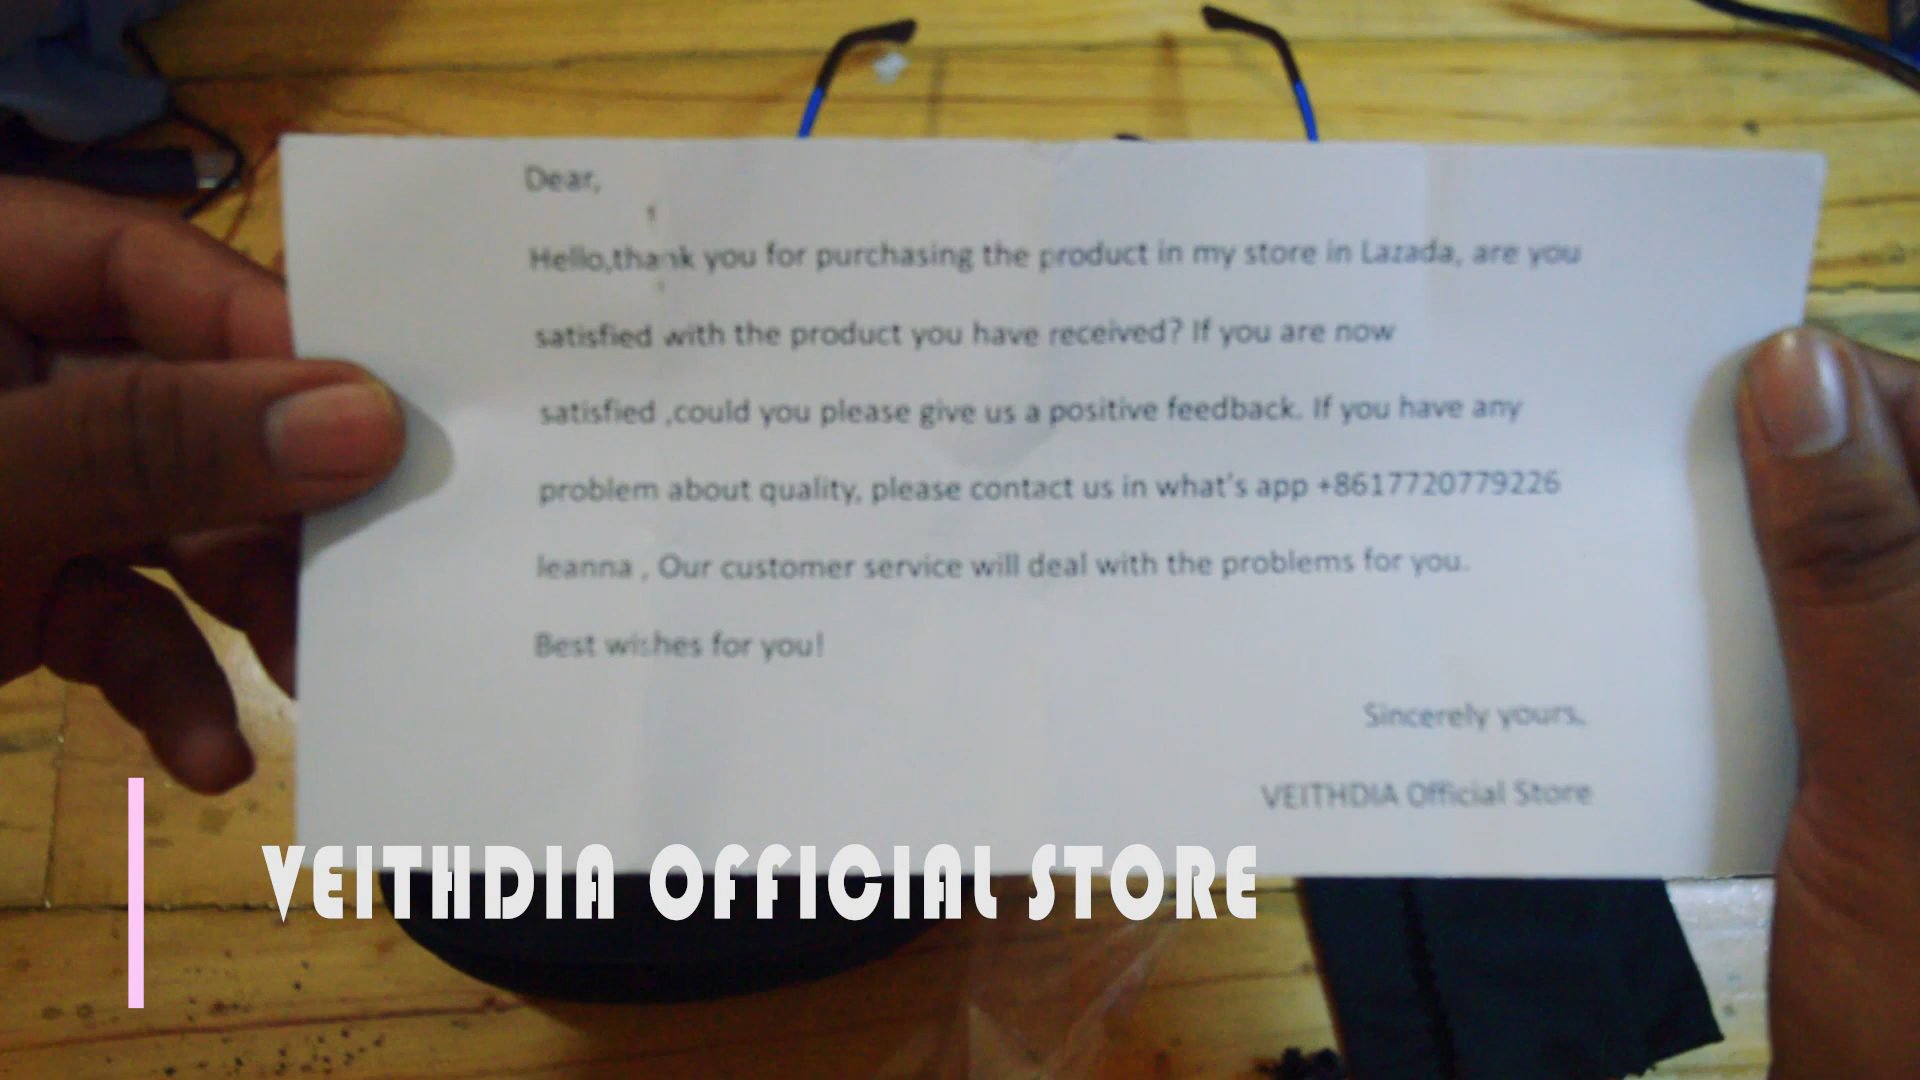 Dear,
Hello,thank you for purchasing the product in my store in Lazada, are you
satisfied with the product you have received? If you are now
satisfied ,could you please give us a positive feedback. If you have any
problem about quality, please contact us in what's app +8617720779226
leanna , Our customer service will deal with the problems for you.
Best wishes for you!
Sincerely yours,
VEITHDIA Official Store
VEITHDIA OFFICIAL STORE